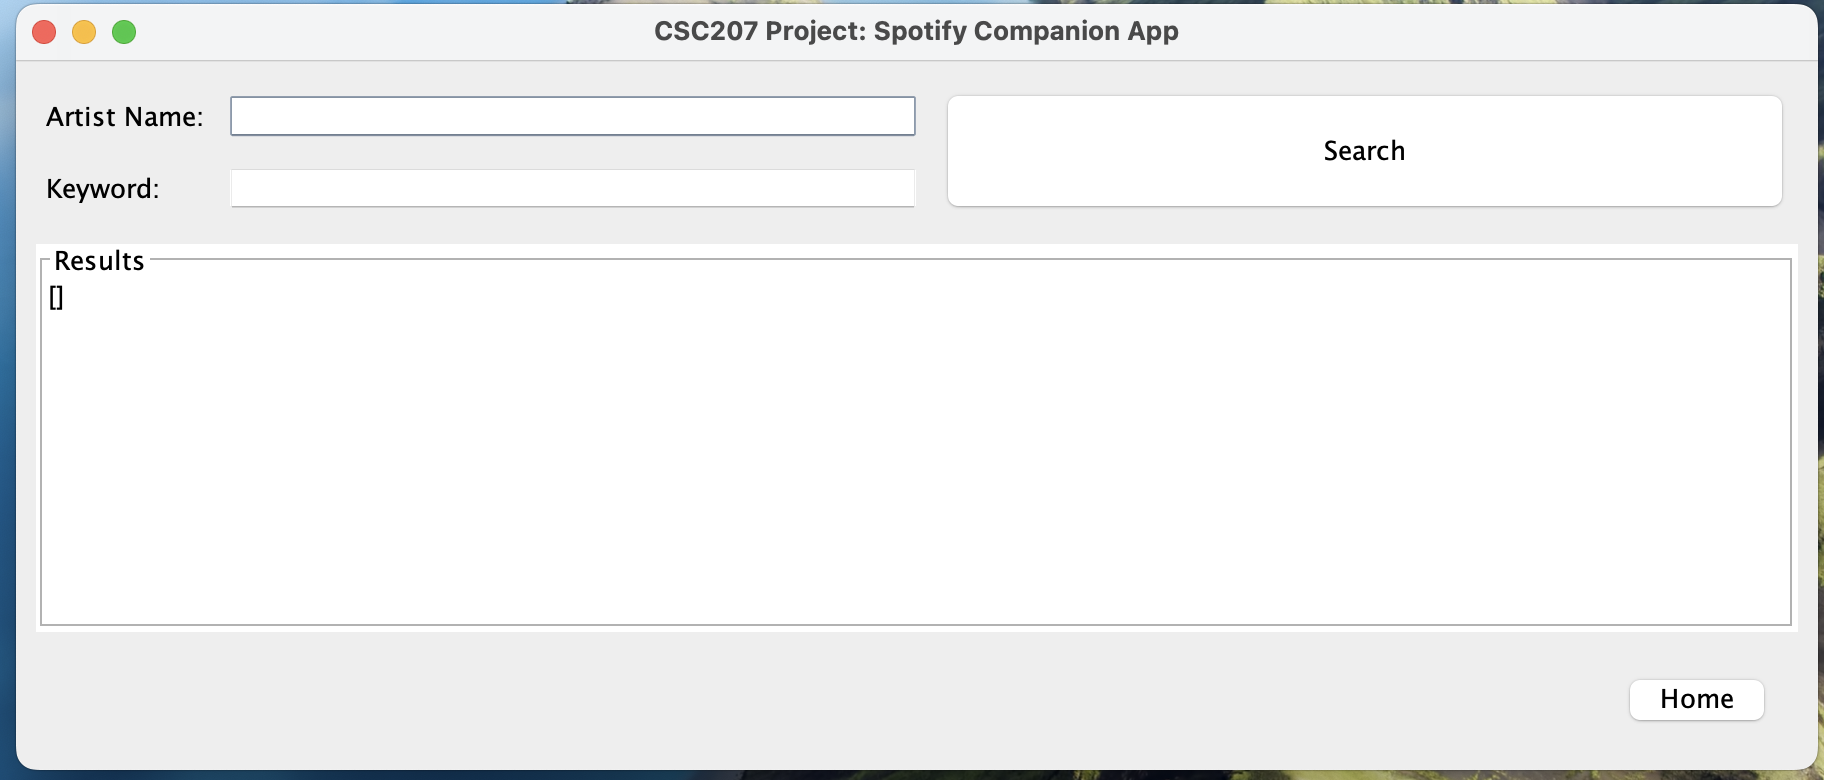 CSC207 Project: Spotify Companion App
Artist Name:
Search
Keyword:
Results
[]
Home